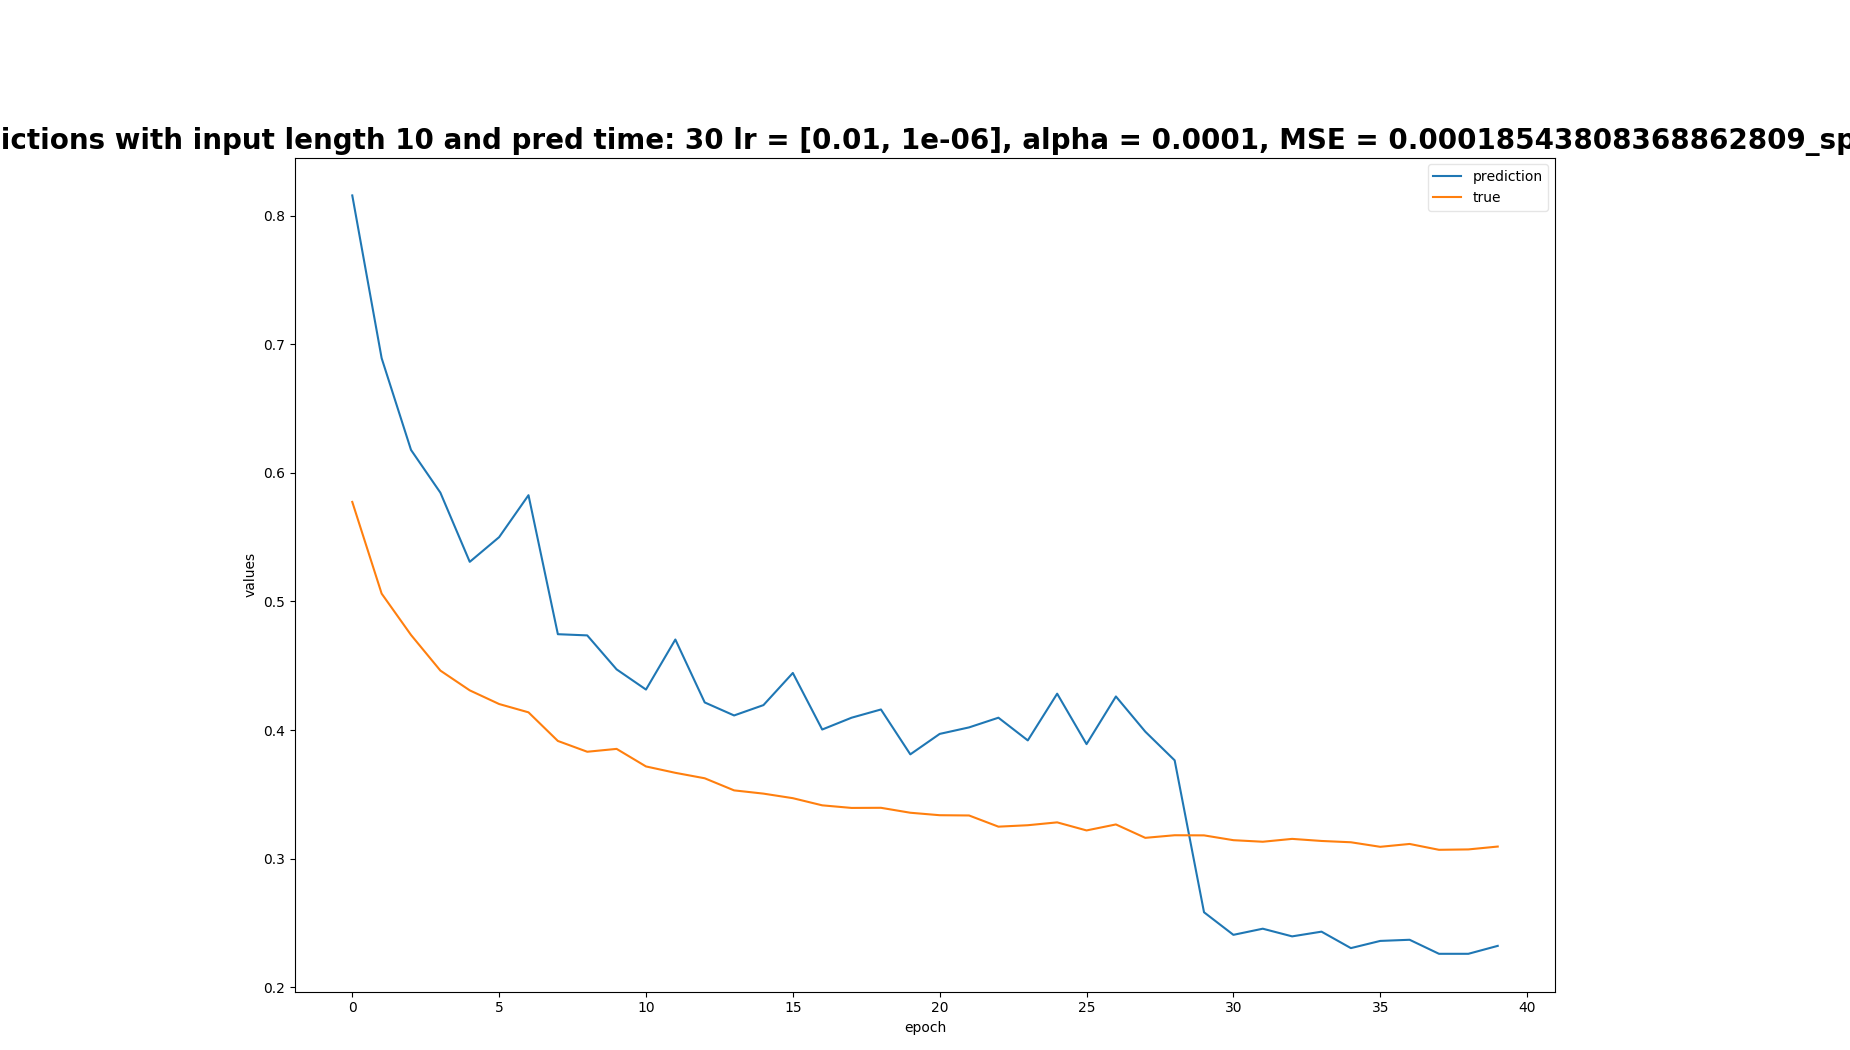 ictions with input length 10 and pred time: 30 lr = [0.01, 1e-06], alpha = 0.0001, MSE = 0.00018543808368862809_sp
prediction
true
0.8
0.7
0.6
0.5
0.4
0.3
0.2
values
0 5 10 15 20 25 30 35 40
epoch